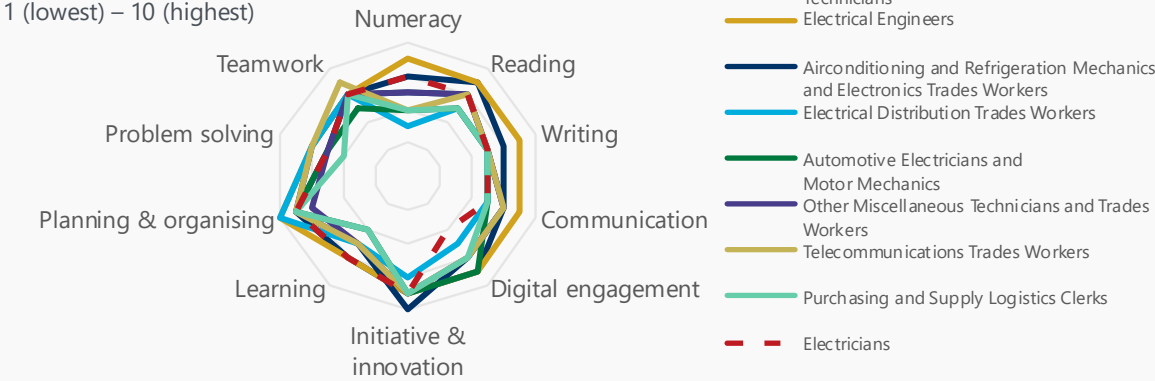 1 (lowest) – 10 (highest)
Numeracy
Reading
Writing
Communication
Digital engagement
Initiative &
innovation
Learning
Planning & organising
Problem solving
Teamwork
Technicians
Electrical Engineers
Airconditioning and Refrigeration Mechanics
and Electronics Trades Workers
Electrical Distribution Trades Workers
Automotive Electricians and
Motor Mechanics
Other Miscellaneous Technicians and Trades
Workers
Telecommunications Trades Workers
Purchasing and Supply Logistics Clerks
Electricians